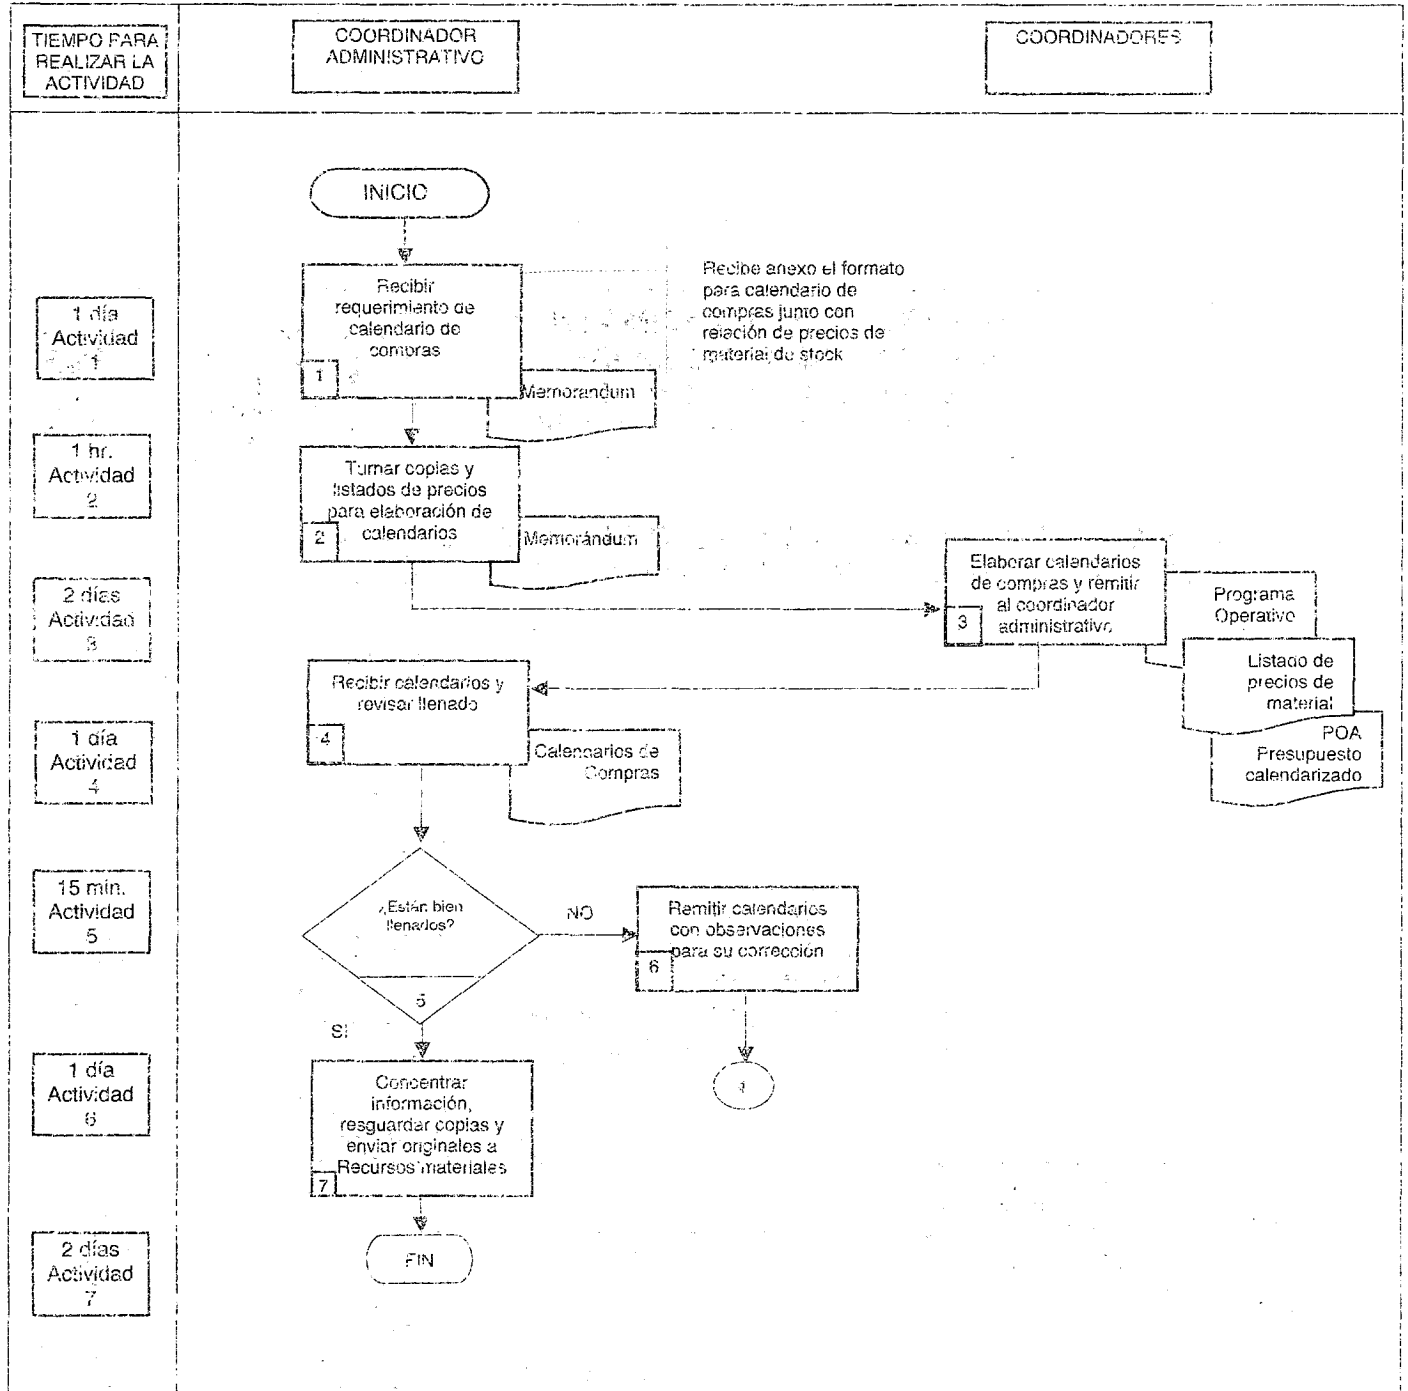 TIEMPO PARA
REALIZAR LA
ACTIVIDAD
COORDINADOR
ADMINISTRATIVO
COORDINADORES
INICIO
Recibir
requerimiento de
calendario de
compras
1
Memorandum
Recibe anexo el formato
para calendario de
compras junto con
relación de precios de
material de stock
1 día
Actividad
1
1 hr.
Actividad
2
Turnar copias y
listados de precios
para elaboración de
calendarios
2
Memorándum
2 días
Actividad
3
Elaborar calendarios
de compras y remitir
al coordinador
administrativo
3
Programa
Operativo
Listado de
precios de
material
POA
Presupuesto
calendarizado
Recibir calendarios y
revisar llenado
4
Calendarios de
Compras
1 día
Actividad
4
15 min.
Actividad
5
¿Están bien
llenados?
5
NO
SI
Remitir calendarios
con observaciones
para su corrección
6
1 día
Actividad
6
Concentrar
información,
resguardar copias y
enviar originales a
Recursos materiales
7
FIN
2 días
Actividad
7